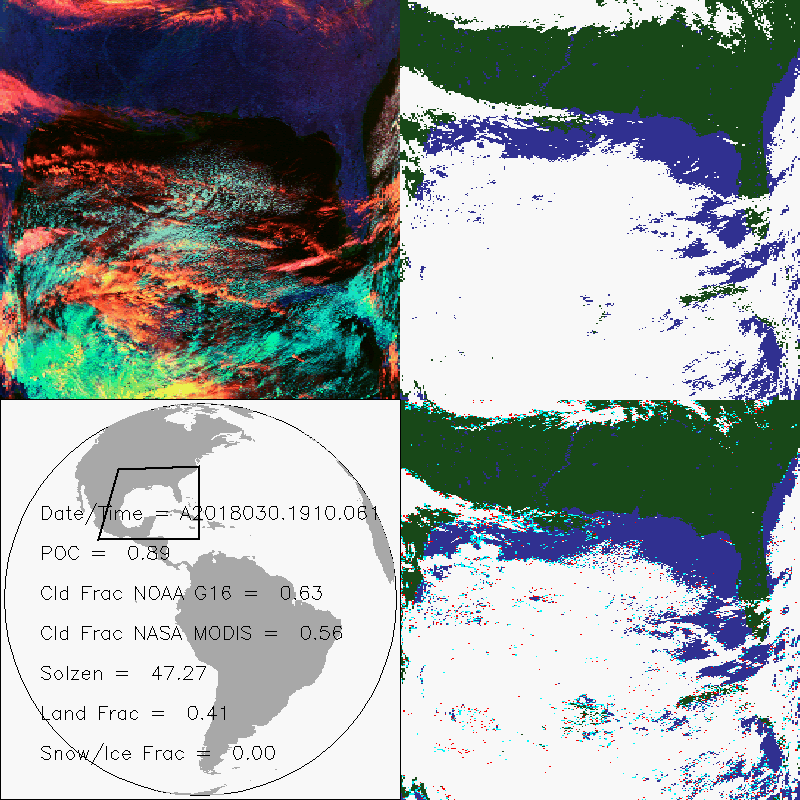 Date/Time = A2018030.1910.061
POC = 0.89
Cld Frac NOAA G16 = 0.63
Cld Frac NASA MODIS = 0.56
Solzen = 47.27
Land Frac = 0.41
Snow/Ice Frac = 0.00